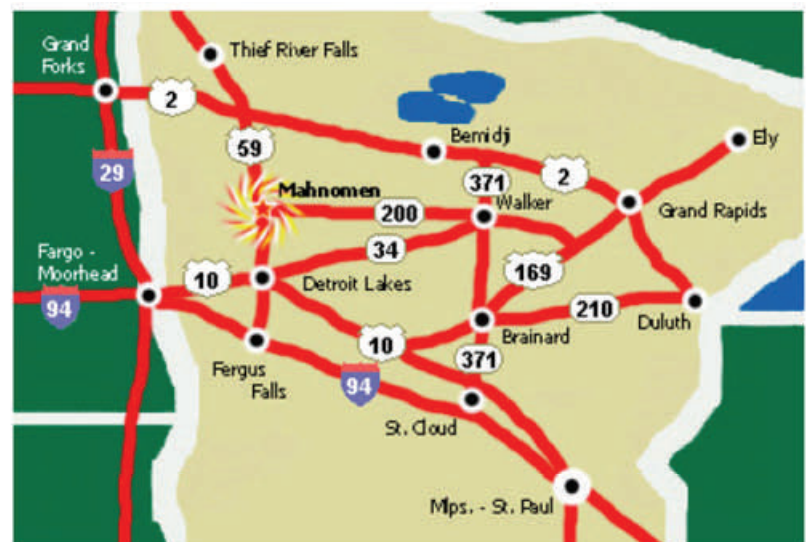 Grand
Forks
Thief River Falls
2
59
Bemidji
Ely
29
371
2
Mahnomen
200
Walker
Grand Rapids
Fargo -
Moorhead
34
10
169
94
Detroit Lakes
210
Duluth
10
Brainard
371
Fergus
Falls
94
St. Cloud
Mlps. - St. Paul